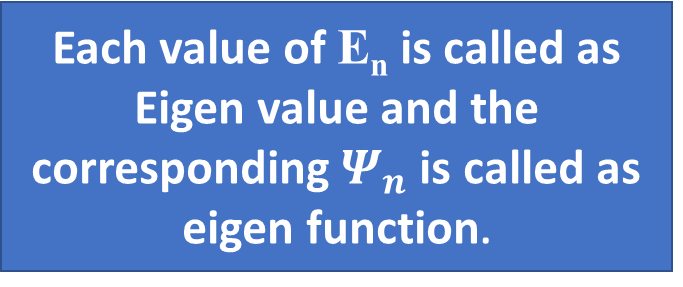 Each value of Eₙ is called as
Eigen value and the
corresponding Ψₙ is called as
eigen function.